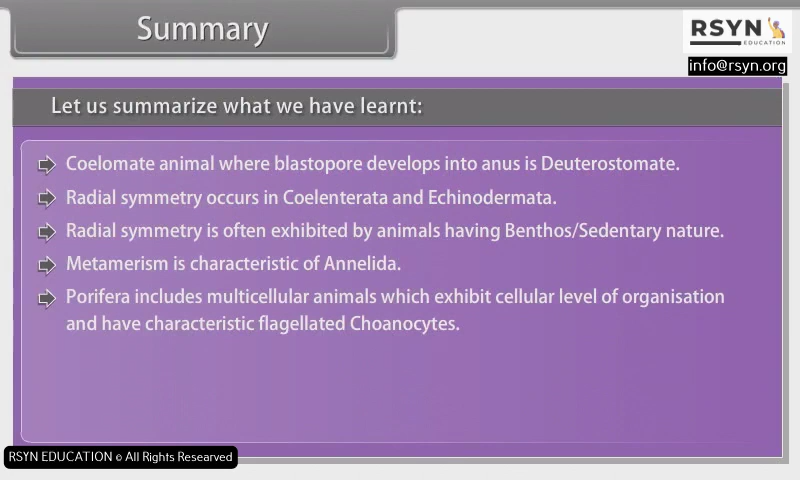 Summary
RSYN
EDUCATION
info@rsyn.org
Let us summarize what we have learnt:
Coelomate animal where blastopore develops into anus is Deuterostomate.
Radial symmetry occurs in Coelenterata and Echinodermata.
Radial symmetry is often exhibited by animals having Benthos/Sedentary nature.
Metamerism is characteristic of Annelida.
Porifera includes multicellular animals which exhibit cellular level of organisation
and have characteristic flagellated Choanocytes.
RSYN EDUCATION © All Rights Researved